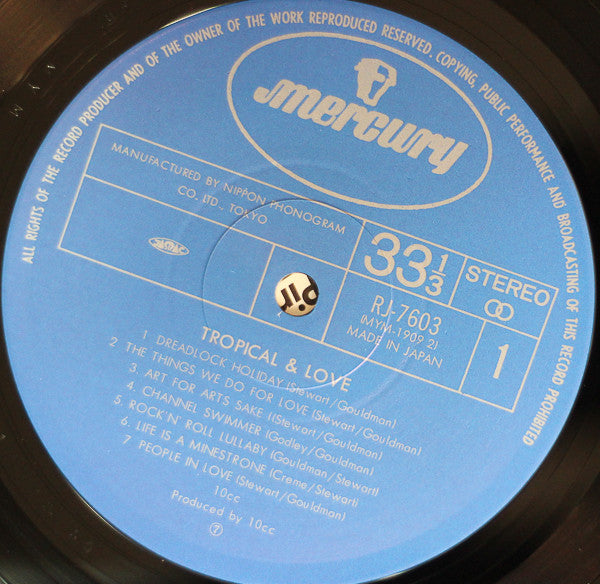 ALL RIGHTS OF THE RECORD PRODUCER AND OF THE OWNER OF THE WORK REPRODUCED RESERVED. COPYING, PUBLIC PERFORMANCE AND BROADCASTING OF THIS RECORD PROHIBITED
mercury
MANUFACTURED BY NIPPON PHONOGRAM
CO. LTD., TOKYO
33 1/3
STEREO
RJ-7603
(MYM-1909 2)
MADE IN JAPAN
1
TROPICAL & LOVE
1 DREADLOCK HOLIDAY (Stewart/Gouldman)
2 THE THINGS WE DO FOR LOVE (Stewart/Gouldman)
3 ART FOR ARTS SAKE (Stewart/Gouldman)
4 CHANNEL SWIMMER (Godley/Gouldman)
5 ROCK'N' ROLL LULLABY (Gouldman/Stewart)
6 LIFE IS A MINESTRONE (Creme/Stewart)
7 PEOPLE IN LOVE (Stewart/Gouldman)
10cc
Produced by 10cc
7